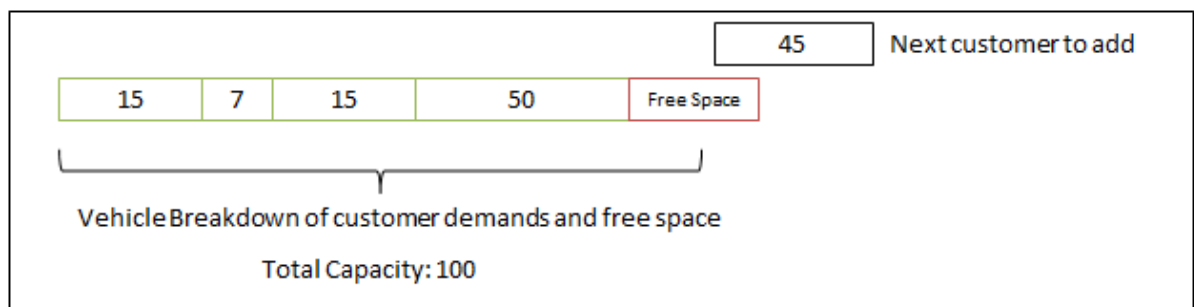 45 Next customer to add
15 7 15 50 Free Space
Vehicle Breakdown of customer demands and free space
Total Capacity: 100